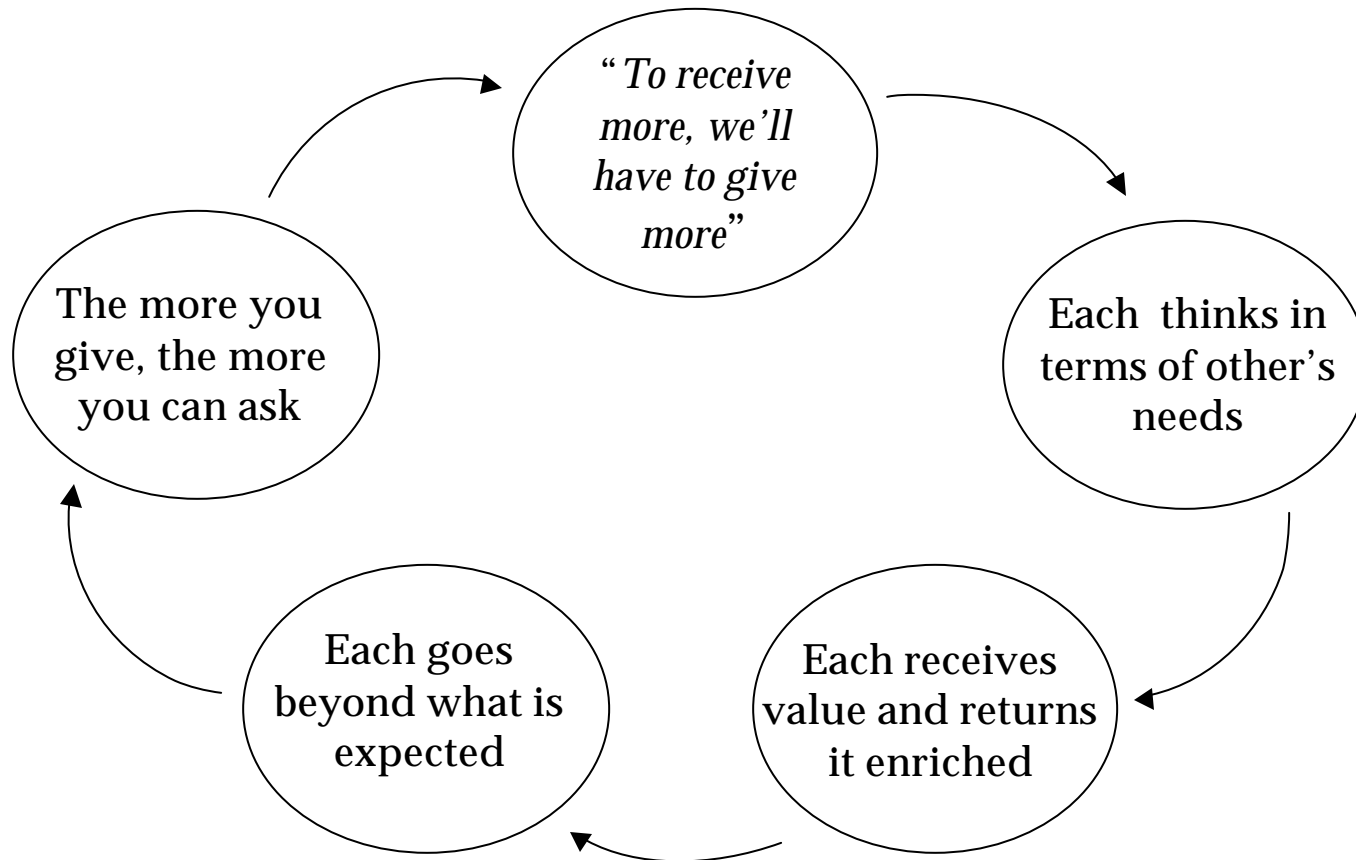 “To receive
more, we’ll
have to give
more”
Each  thinks in
terms of other’s
needs
Each receives
value and returns
it enriched
Each goes
beyond what is
expected
The more you
give, the more
you can ask